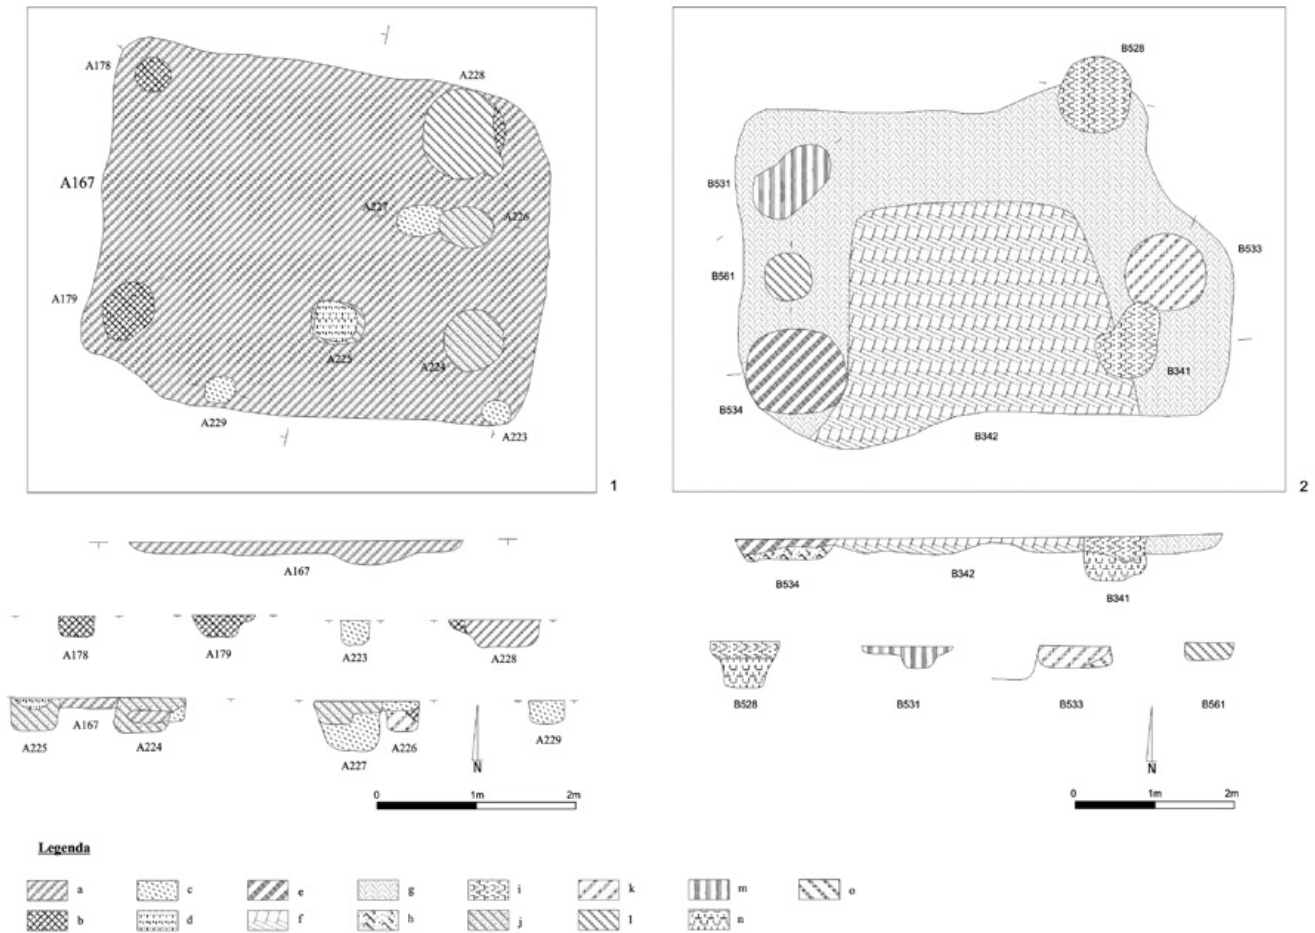 A178
A228
A167
A227
A226
A179
A225
A224
A229
A223
1
B528
B531
B533
B561
B341
B534
B342
2
A167
A178
A179
A223
A228
A225
A167
A224
A227
A226
A229
N
0 1m 2m
B534
B342
B341
B528
B531
B533
B561
N
0 1m 2m
Legenda
a c e g i k m o
b d f h j l n